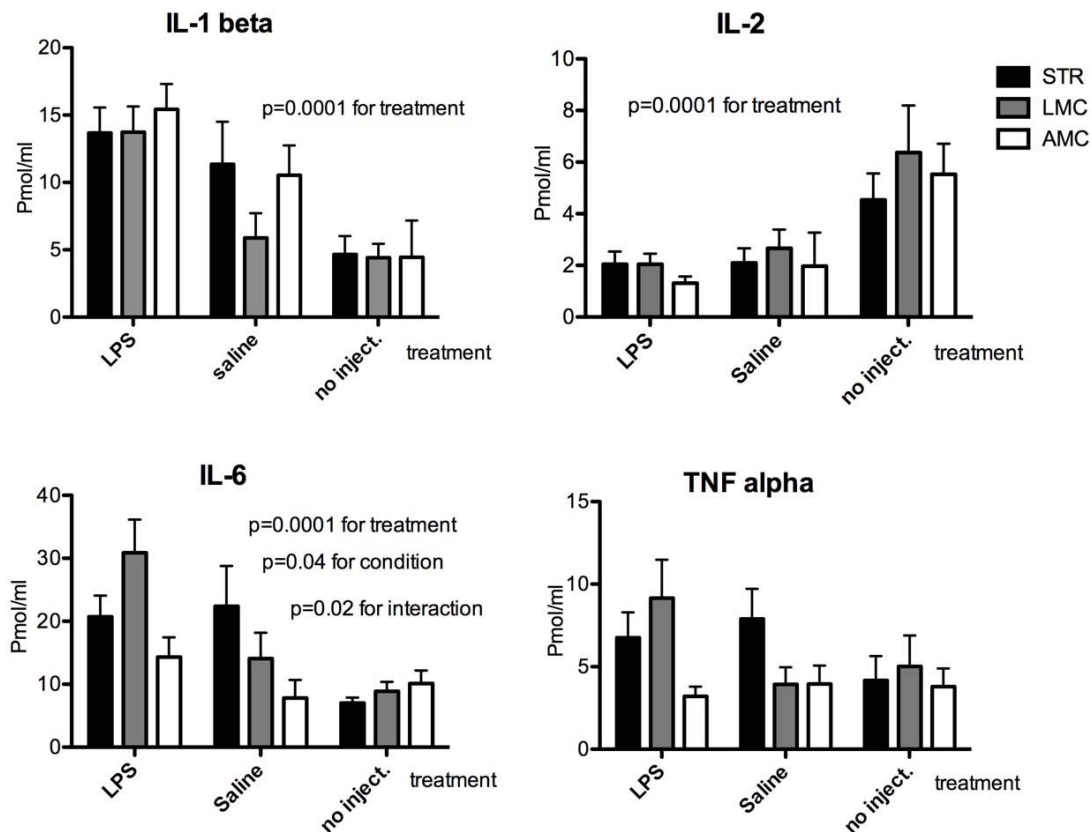 IL-1 beta
20
15
10
5
0
Pmol/ml
p=0.0001 for treatment
LPS
saline
no inject.
treatment
IL-2
10
8
6
4
2
0
Pmol/ml
p=0.0001 for treatment
LPS
Saline
no inject.
treatment
STR
LMC
AMC
IL-6
40
30
20
10
0
Pmol/ml
p=0.0001 for treatment
p=0.04 for condition
p=0.02 for interaction
LPS
Saline
no inject.
treatment
TNF alpha
15
10
5
0
Pmol/ml
LPS
Saline
no inject.
treatment